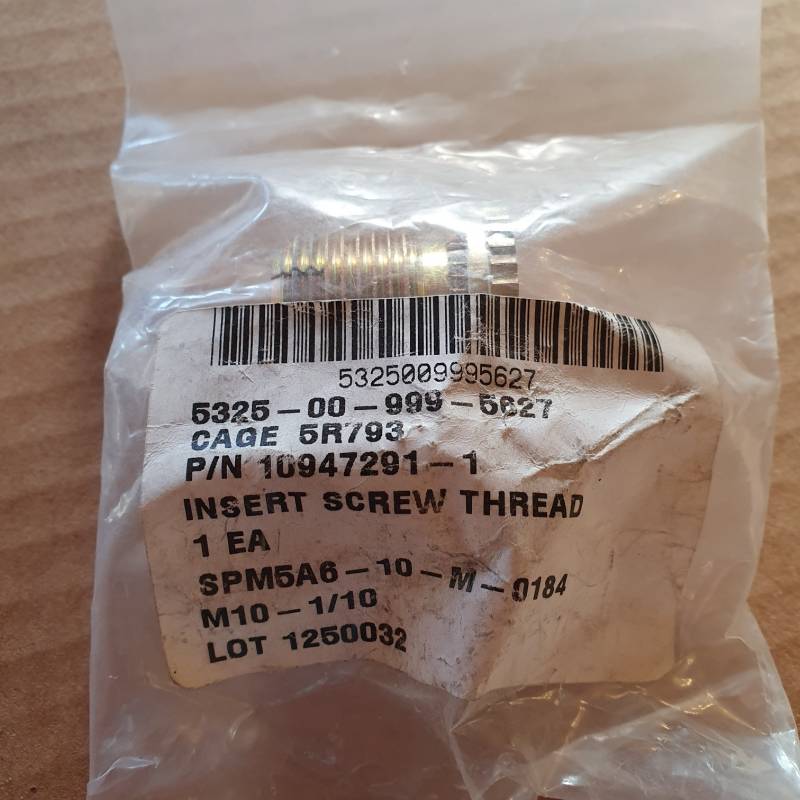 5325009995627
5325-00-999-5627
CAGE 5R793
P/N 10947291-1
INSERT SCREW THREAD
1 EA
SPM5A6-10-M-0184
M10-1/10
LOT 1250032